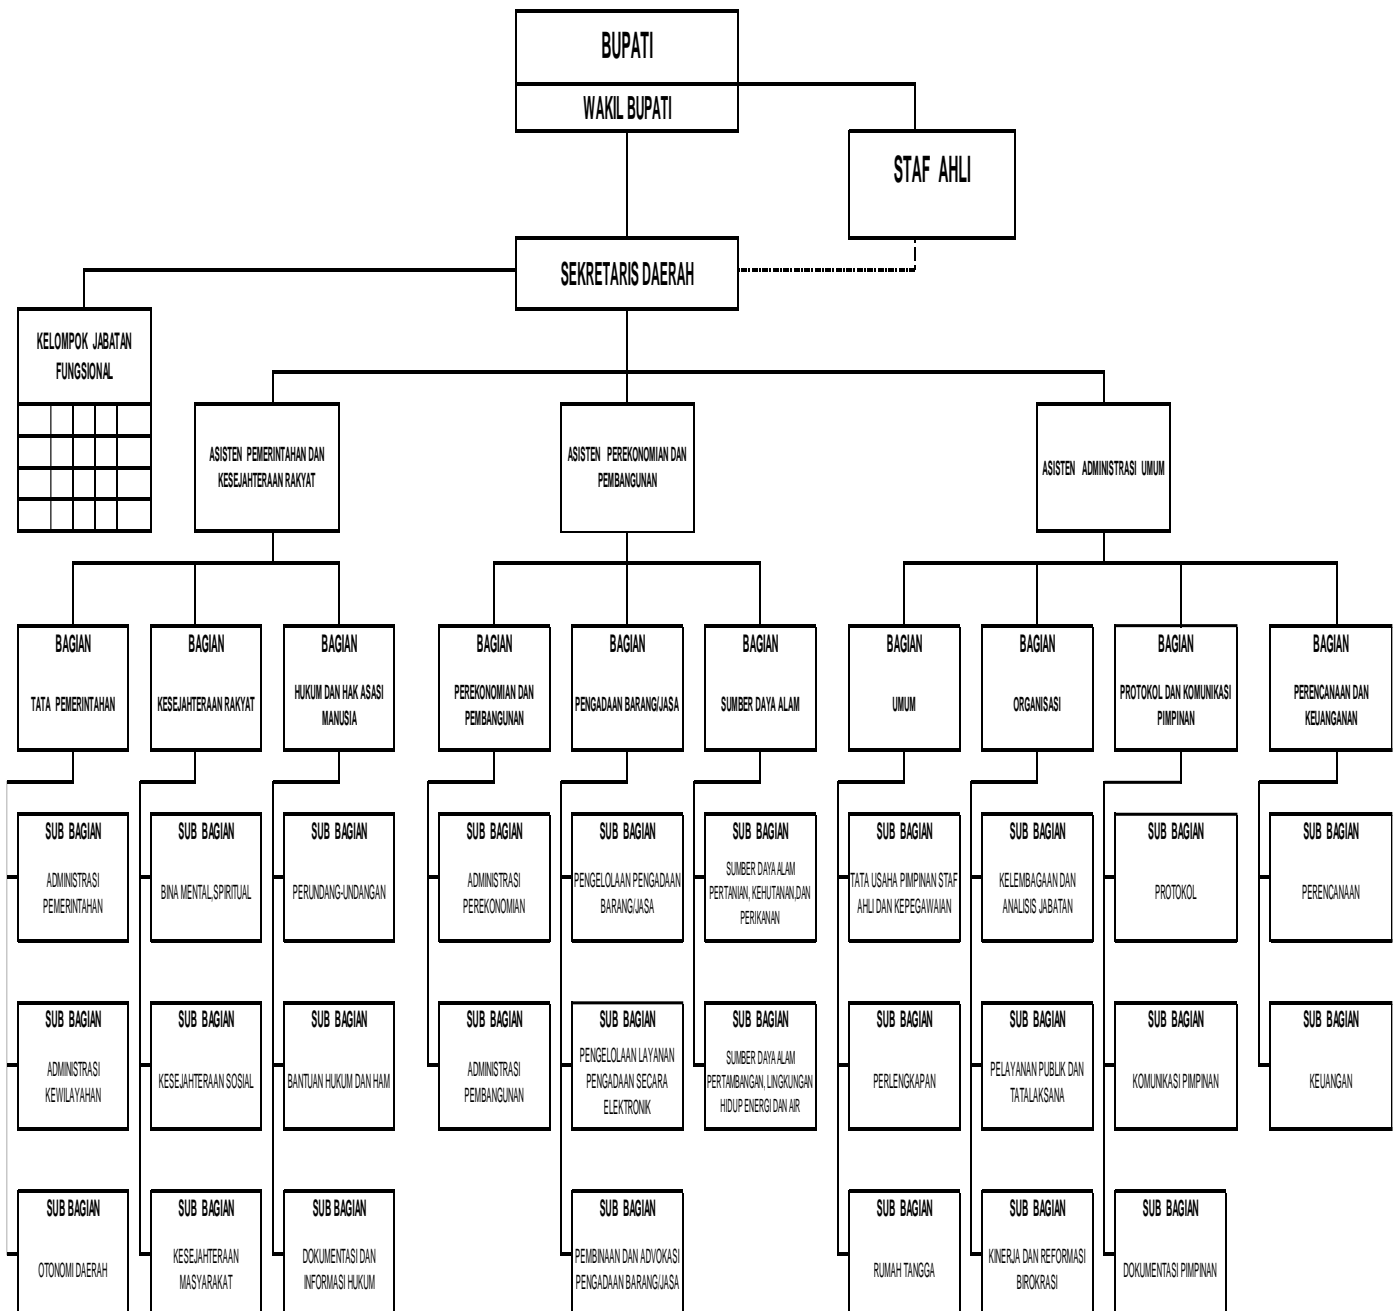 BUPATI
WAKIL BUPATI
STAF AHLI
SEKRETARIS DAERAH
KELOMPOK JABATAN
FUNGSIONAL
ASISTEN PEMERINTAHAN DAN
KESEJAHTERAAN RAKYAT
ASISTEN PEREKONOMIAN DAN
PEMBANGUNAN
ASISTEN ADMINISTRASI UMUM
BAGIAN
TATA PEMERINTAHAN
BAGIAN
KESEJAHTERAAN RAKYAT
BAGIAN
HUKUM DAN HAK ASASI
MANUSIA
BAGIAN
PEREKONOMIAN DAN
PEMBANGUNAN
BAGIAN
PENGADAAN BARANG/JASA
BAGIAN
SUMBER DAYA ALAM
BAGIAN
UMUM
BAGIAN
ORGANISASI
BAGIAN
PROTOKOL DAN KOMUNIKASI
PIMPINAN
BAGIAN
PERENCANAAN DAN
KEUANGANAN
SUB BAGIAN
ADMINISTRASI
PEMERINTAHAN
SUB BAGIAN
BINA MENTAL,SPIRITUAL
SUB BAGIAN
PERUNDANG-UNDANGAN
SUB BAGIAN
ADMINISTRASI
PEREKONOMIAN
SUB BAGIAN
PENGELOLAAN PENGADAAN
BARANG/JASA
SUB BAGIAN
SUMBER DAYA ALAM
PERTANIAN, KEHUTANAN,DAN
PERIKANAN
SUB BAGIAN
TATA USAHA PIMPINAN STAF
AHLI DAN KEPEGAWAIAN
SUB BAGIAN
KELEMBAGAAN DAN
ANALISIS JABATAN
SUB BAGIAN
PROTOKOL
SUB BAGIAN
PERENCANAAN
SUB BAGIAN
ADMINISTRASI
KEWILAYAHAN
SUB BAGIAN
KESEJAHTERAAN SOSIAL
SUB BAGIAN
BANTUAN HUKUM DAN HAM
SUB BAGIAN
ADMINISTRASI
PEMBANGUNAN
SUB BAGIAN
PENGELOLAAN LAYANAN
PENGADAAN SECARA
ELEKTRONIK
SUB BAGIAN
SUMBER DAYA ALAM
PERTAMBANGAN, LINGKUNGAN
HIDUP ENERGI DAN AIR
SUB BAGIAN
PERLENGKAPAN
SUB BAGIAN
PELAYANAN PUBLIK DAN
TATALAKSANA
SUB BAGIAN
KOMUNIKASI PIMPINAN
SUB BAGIAN
KEUANGAN
SUB BAGIAN
OTONOMI DAERAH
SUB BAGIAN
KESEJAHTERAAN
MASYARAKAT
SUB BAGIAN
DOKUMENTASI DAN
INFORMASI HUKUM
SUB BAGIAN
PEMBINAAN DAN ADVOKASI
PENGADAAN BARANG/JASA
SUB BAGIAN
RUMAH TANGGA
SUB BAGIAN
KINERJA DAN REFORMASI
BIROKRASI
SUB BAGIAN
DOKUMENTASI PIMPINAN